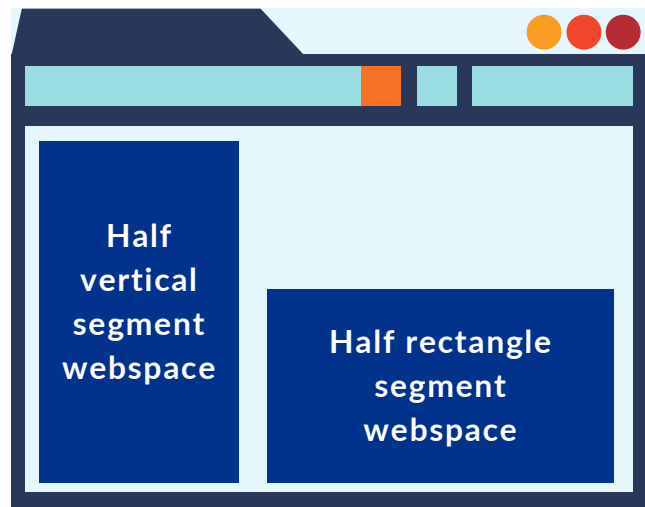 Half
vertical
segment
webspace
Half rectangle
segment
webspace